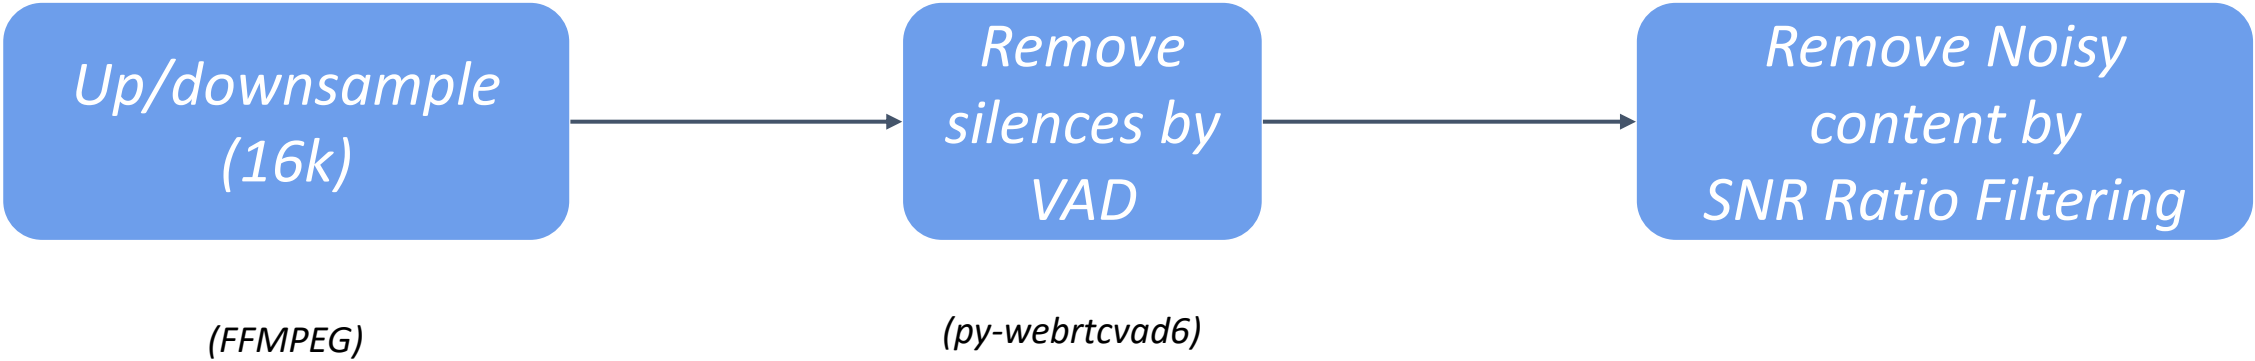 Up/downsample
(16k)
Remove
silences by
VAD
Remove Noisy
content by
SNR Ratio Filtering
(FFMPEG)
(py-webrtcvad6)